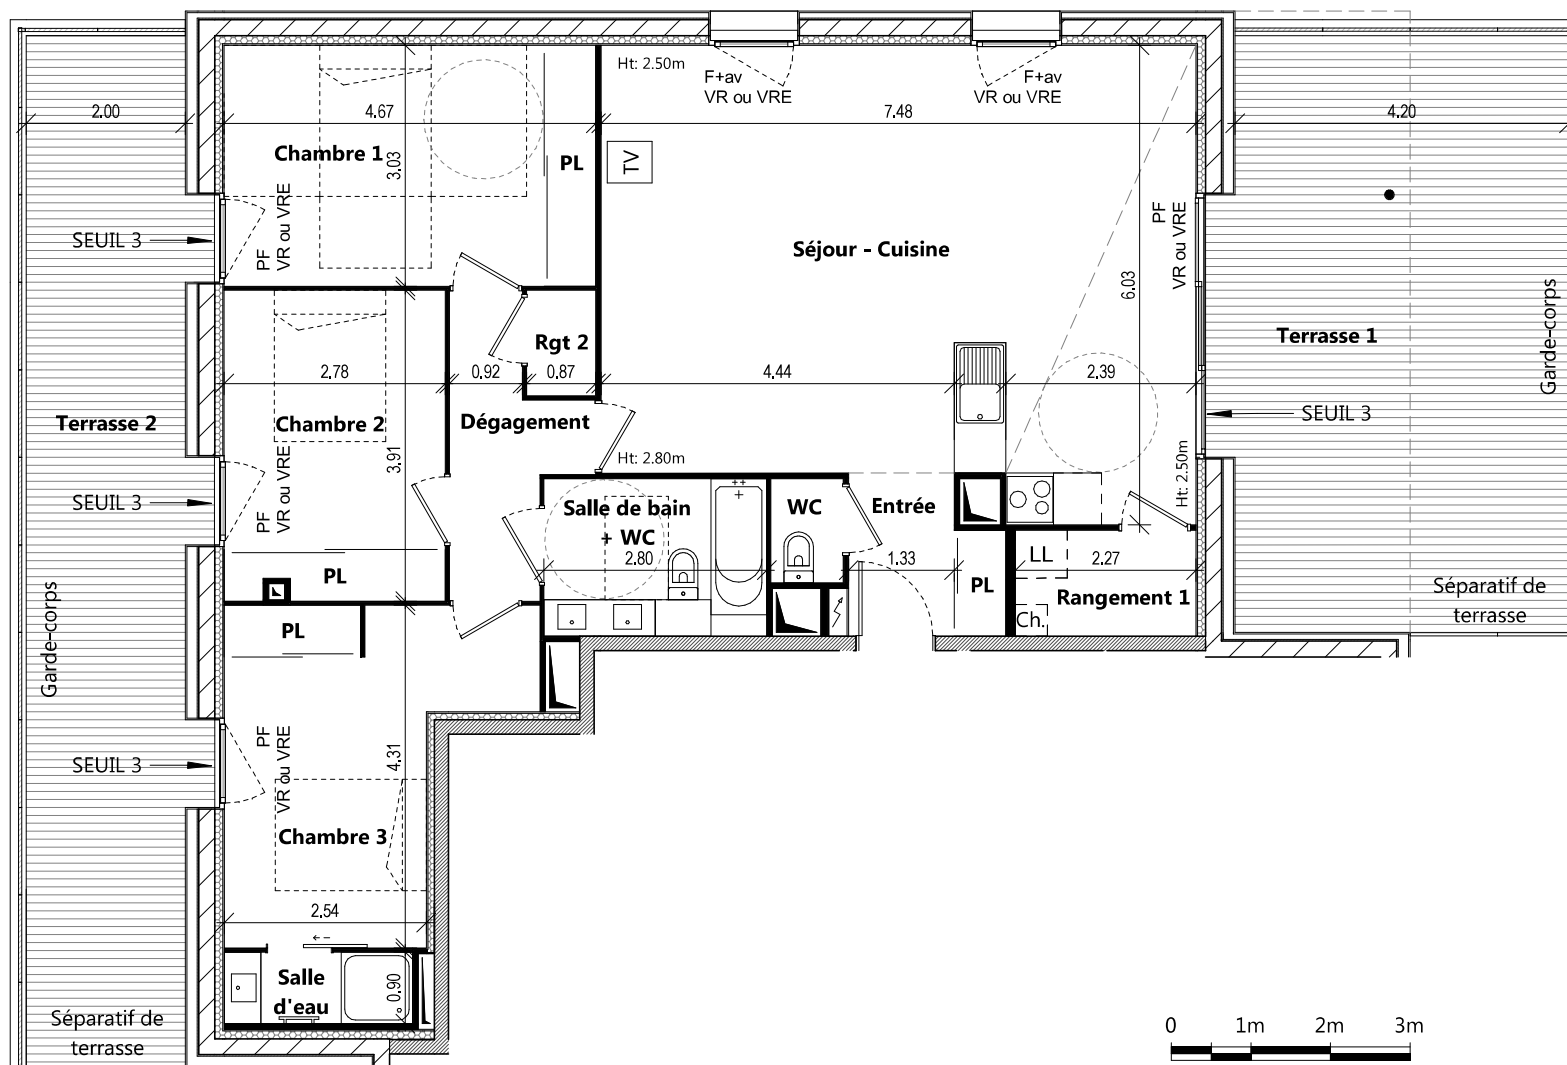 Ht: 2.50m
F+av
VR ou VRE
F+av
VR ou VRE
2.00
4.67
7.48
4.20
Chambre 1
3.03
PL
TV
PF
VR ou VRE
SEUIL 3
Séjour - Cuisine
PF
VR ou VRE
6.03
Garde-corps
Terrasse 1
Rgt 2
2.78
0.92
0.87
4.44
2.39
Terrasse 2
Chambre 2
Dégagement
SEUIL 3
3.91
Ht: 2.80m
Ht: 2.50m
PF
VR ou VRE
SEUIL 3
Salle de bain
+ WC
2.80
WC
Entrée
1.33
PL
LL
2.27
Rangement 1
Ch.
Séparatif de
terrasse
PL
PL
Garde-corps
PF
VR ou VRE
SEUIL 3
4.31
Chambre 3
2.54
Salle
d'eau
0.90
Séparatif de
terrasse
0 1m 2m 3m